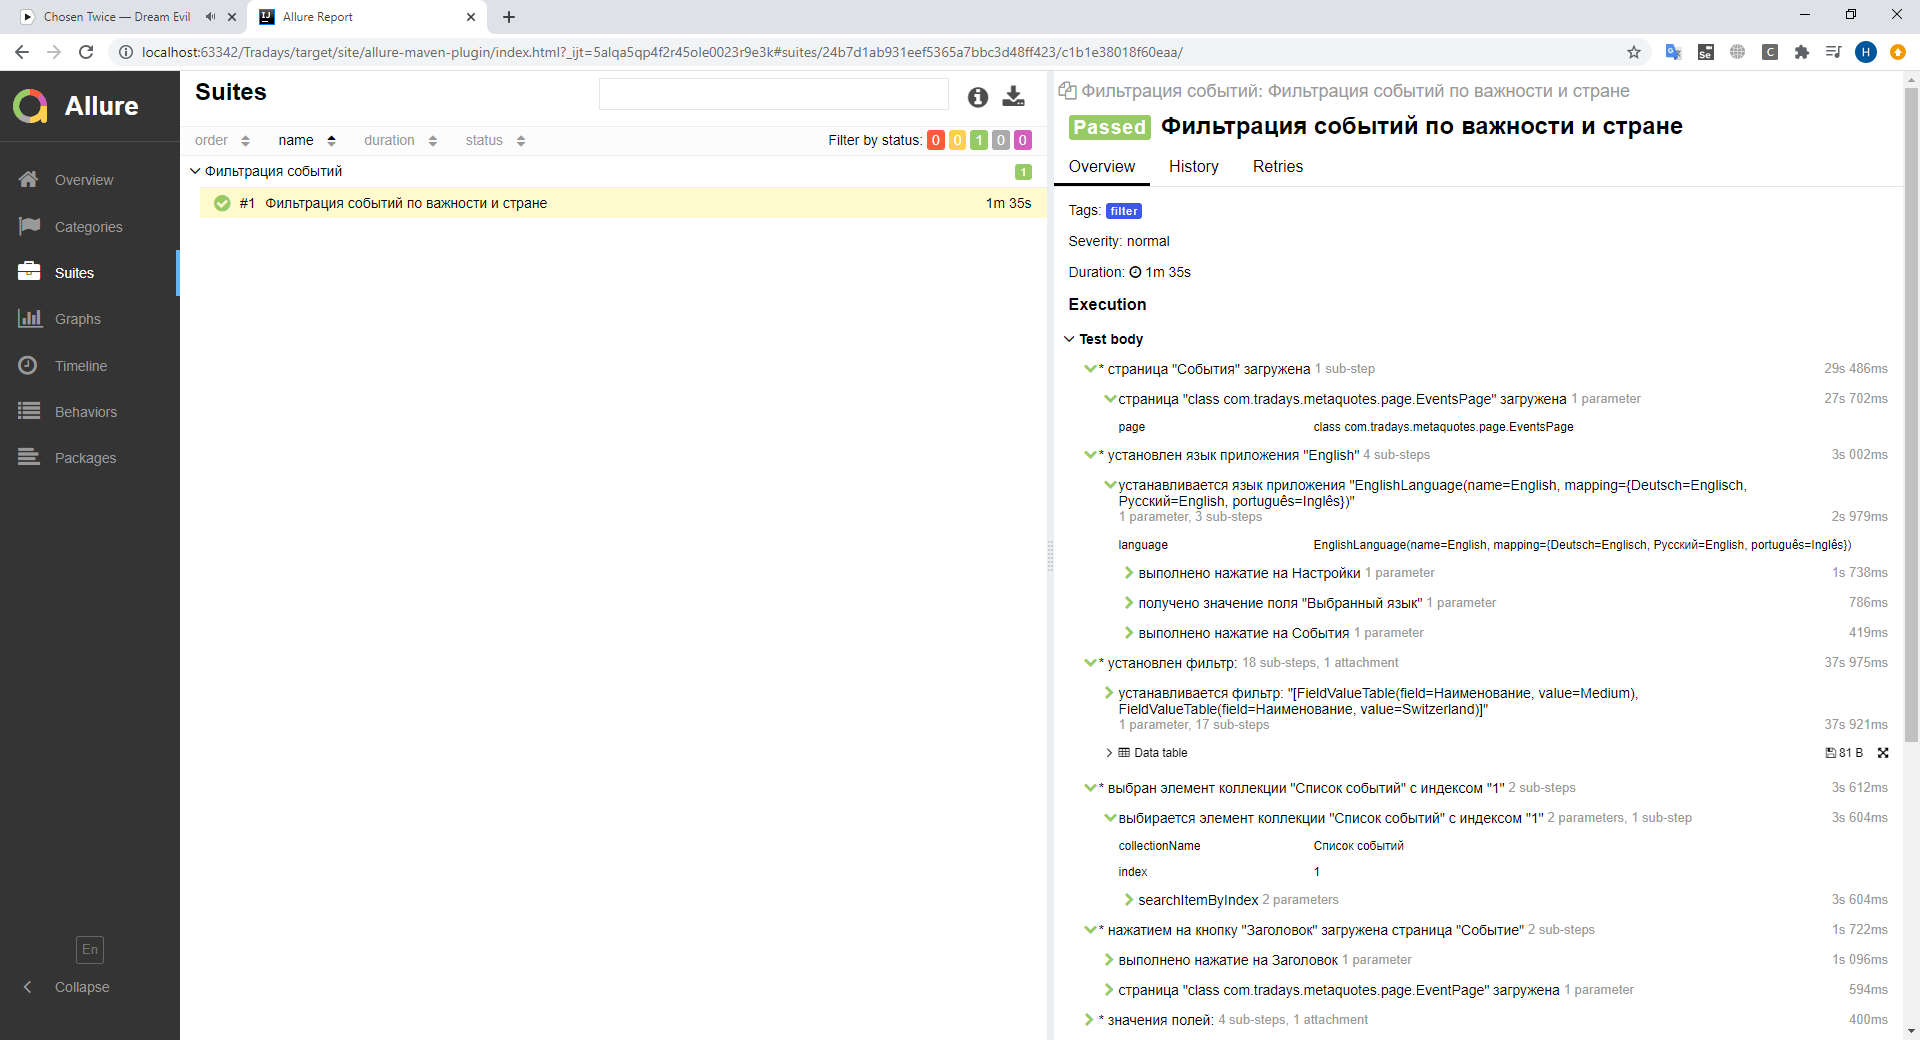 Chosen Twice — Dream Evil
Allure Report
localhost:63342/Tradays/target/site/allure-maven-plugin/index.html?_ijt=5alqa5qp4f2r45ole0023r9e3k#suites/24b7d1ab931eef5365a7bbc3d48ff423/c1b1e38018f60eaa/
Se
C
H
Allure
Overview
Categories
Suites
Graphs
Timeline
Behaviors
Packages
En
Collapse
Suites
order name duration status Filter by status: 0 0 1 0 0
Фильтрация событий 1
#1 Фильтрация событий по важности и стране 1m 35s
Фильтрация событий: Фильтрация событий по важности и стране
Passed Фильтрация событий по важности и стране
Overview History Retries
Tags: filter
Severity: normal
Duration: 1m 35s
Execution
Test body
* страница "События" загружена 1 sub-step 29s 486ms
страница "class com.tradays.metaquotes.page.EventsPage" загружена 1 parameter 27s 702ms
page class com.tradays.metaquotes.page.EventsPage
* установлен язык приложения "English" 4 sub-steps 3s 002ms
устанавливается язык приложения "EnglishLanguage(name=English, mapping={Deutsch=Englisch,
Русский=English, português=Inglês})"
1 parameter, 3 sub-steps 2s 979ms
language EnglishLanguage(name=English, mapping={Deutsch=Englisch, Русский=English, português=Inglês})
выполнено нажатие на Настройки 1 parameter 1s 738ms
получено значение поля "Выбранный язык" 1 parameter 786ms
выполнено нажатие на События 1 parameter 419ms
* установлен фильтр: 18 sub-steps, 1 attachment 37s 975ms
устанавливается фильтр: "[FieldValueTable(field=Наименование, value=Medium),
FieldValueTable(field=Наименование, value=Switzerland)]"
1 parameter, 17 sub-steps 37s 921ms
Data table 81 B
* выбран элемент коллекции "Список событий" с индексом "1" 2 sub-steps 3s 612ms
выбирается элемент коллекции "Список событий" с индексом "1" 2 parameters, 1 sub-step 3s 604ms
collectionName Список событий
index 1
searchItemByIndex 2 parameters 3s 604ms
* нажатием на кнопку "Заголовок" загружена страница "Событие" 2 sub-steps 1s 722ms
выполнено нажатие на Заголовок 1 parameter 1s 096ms
страница "class com.tradays.metaquotes.page.EventPage" загружена 1 parameter 594ms
* значения полей: 4 sub-steps, 1 attachment 400ms